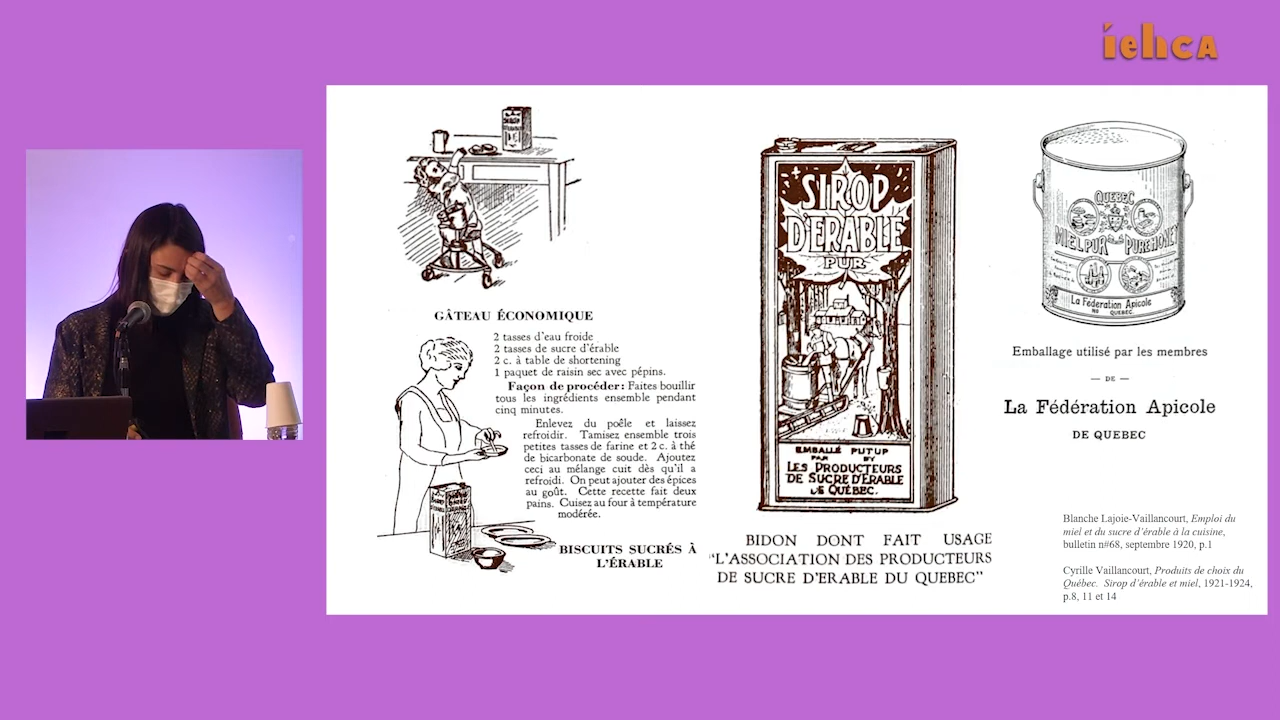 iehca
GÂTEAU ÉCONOMIQUE
2 tasses d'eau froide
2 tasses de sucre d'érable
2 c. à table de shortening
1 paquet de raisin sec avec pépins.
Façon de procéder: Faites bouillir
tous les ingrédients ensemble pendant
cinq minutes.
Enlevez du poêle et laissez
refroidir. Tamisez ensemble trois
petites tasses de farine et 2 c. à thé
de bicarbonate de soude. Ajoutez
ceci au mélange cuit dès qu'il a
refroidi. On peut ajouter des épices
au goût. Cette recette fait deux
pains. Cuisez au four à température
modérée.
BISCUITS SUCRÉS À
L'ÉRABLE
SIROP
D'ERABLE
PUR
EMBALLÉ PUT UP
PAR BY
LES PRODUCTEURS
DE SUCRE D'ERABLE
DE QUÉBEC.
BIDON DONT FAIT USAGE
"L'ASSOCIATION DES PRODUCTEURS
DE SUCRE D'ERABLE DU QUEBEC"
QUEBEC
MIEL PUR PURE HONEY
La Féderation Apicole
QUEBEC.
Emballage utilisé par les membres
— DE —
La Fédération Apicole
DE QUEBEC
Blanche Lajoie-Vaillancourt, Emploi du
miel et du sucre d'érable à la cuisine,
bulletin n#68, septembre 1920, p.1
Cyrille Vaillancourt, Produits de choix du
Québec. Sirop d'érable et miel, 1921-1924,
p.8, 11 et 14